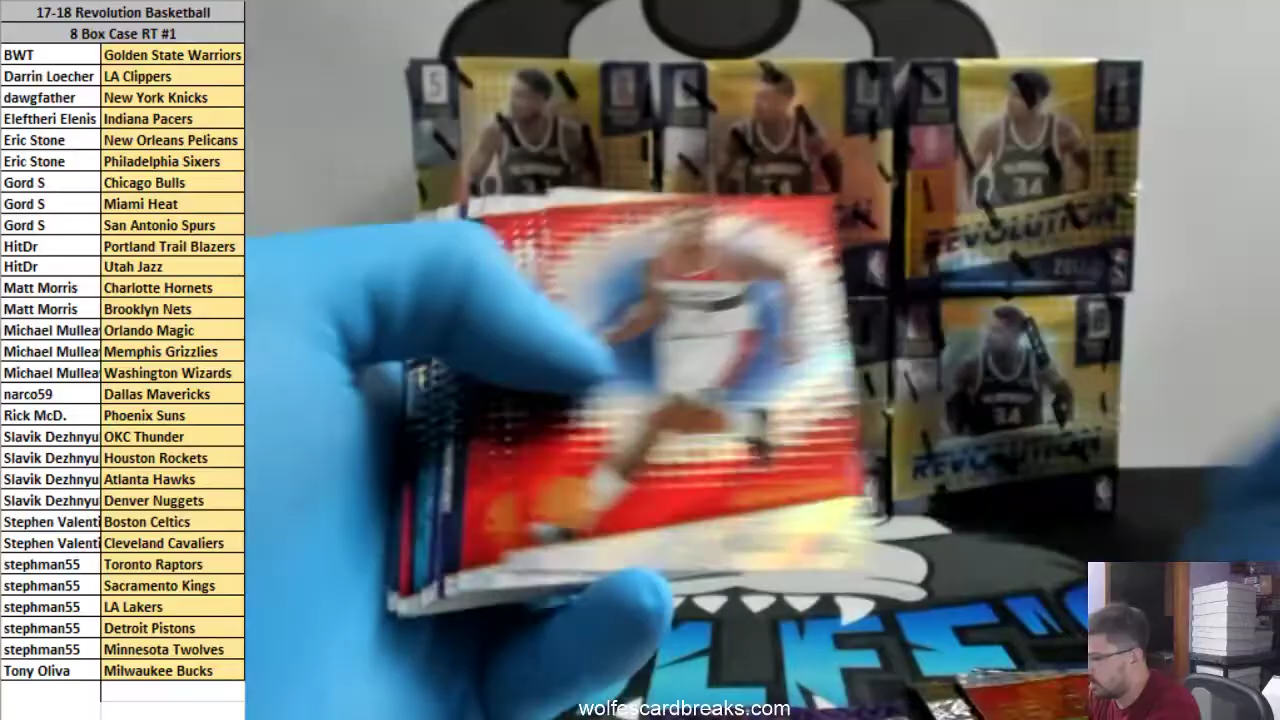 17-18 Revolution Basketball
8 Box Case RT #1
BWT Golden State Warriors
Darrin Loecher LA Clippers
dawgfather New York Knicks
Eleftheri Elenis Indiana Pacers
Eric Stone New Orleans Pelicans
Eric Stone Philadelphia Sixers
Gord S Chicago Bulls
Gord S Miami Heat
Gord S San Antonio Spurs
HitDr Portland Trail Blazers
HitDr Utah Jazz
Matt Morris Charlotte Hornets
Matt Morris Brooklyn Nets
Michael Mullea Orlando Magic
Michael Mullea Memphis Grizzlies
Michael Mullea Washington Wizards
narco59 Dallas Mavericks
Rick McD. Phoenix Suns
Slavik Dezhnyu OKC Thunder
Slavik Dezhnyu Houston Rockets
Slavik Dezhnyu Atlanta Hawks
Slavik Dezhnyu Denver Nuggets
Stephen Valenti Boston Celtics
Stephen Valenti Cleveland Cavaliers
stephman55 Toronto Raptors
stephman55 Sacramento Kings
stephman55 LA Lakers
stephman55 Detroit Pistons
stephman55 Minnesota Twolves
Tony Oliva Milwaukee Bucks
5
34
REVOLUTION
34
REVOLUTION
wolfescardbreaks.com